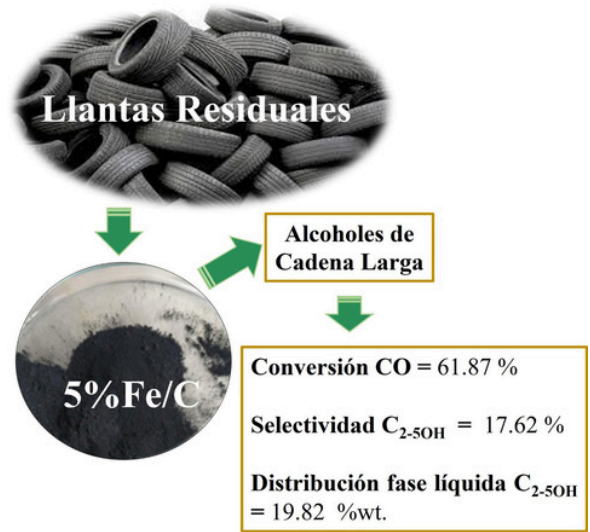 Llantas Residuales
Alcoholes de
Cadena Larga
5%Fe/C
Conversión CO = 61.87 %
Selectividad C₂₋₅OH = 17.62 %
Distribución fase líquida C₂₋₅OH
= 19.82 %wt.